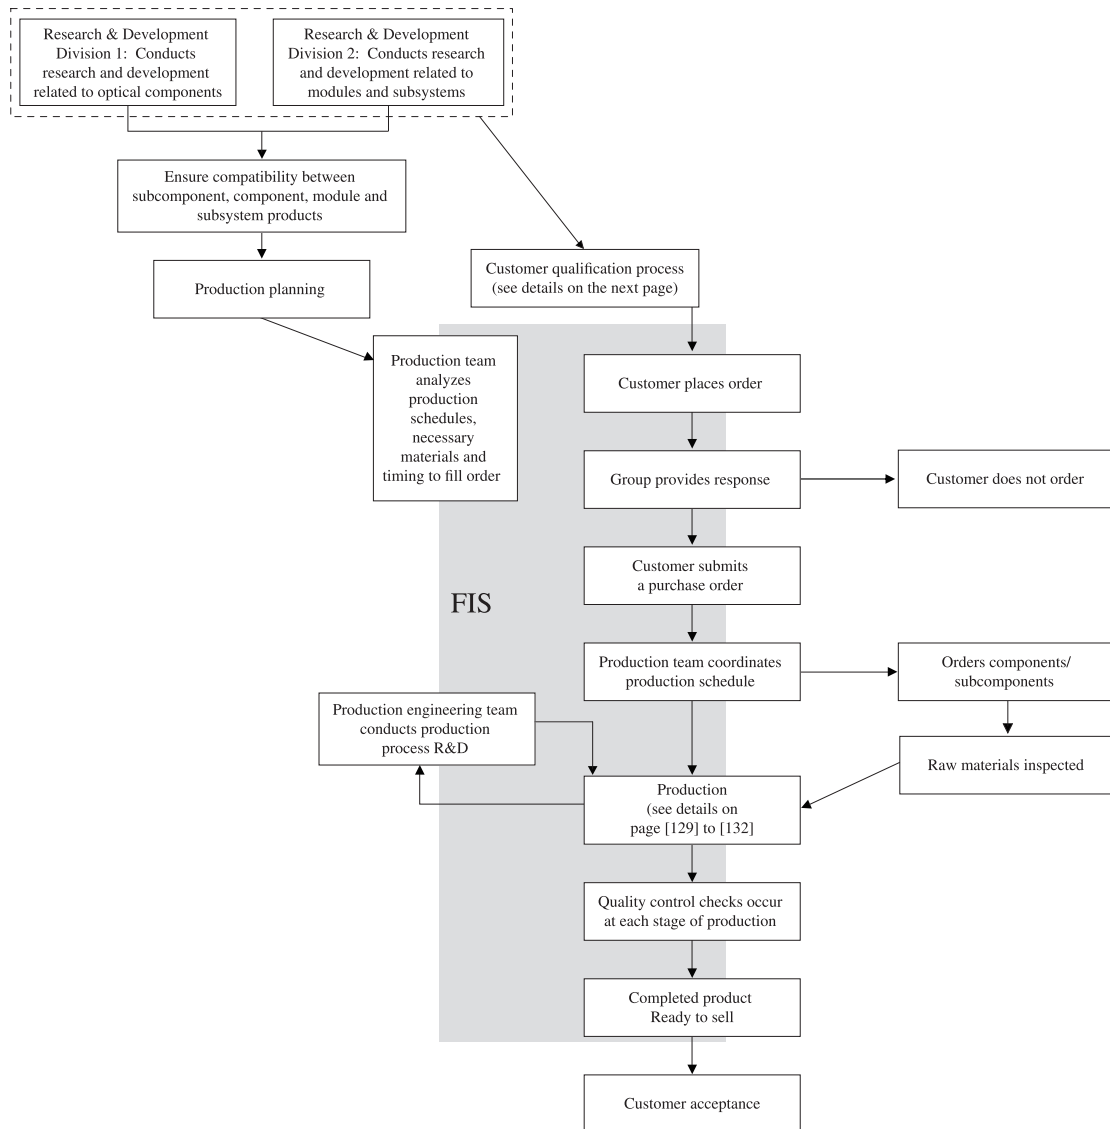 Research & Development
Division 1:  Conducts
research and development
related to optical components
Research & Development
Division 2:  Conducts research
and development related to
modules and subsystems
Ensure compatibility between
subcomponent, component, module and
subsystem products
Production planning
Customer qualification process
(see details on the next page)
Production team
analyzes
production
schedules,
necessary
materials and
timing to fill order
Customer places order
Group provides response
Customer does not order
Customer submits
a purchase order
FIS
Production team coordinates
production schedule
Orders components/
subcomponents
Production engineering team
conducts production
process R&D
Raw materials inspected
Production
(see details on
page [129] to [132]
Quality control checks occur
at each stage of production
Completed product
Ready to sell
Customer acceptance